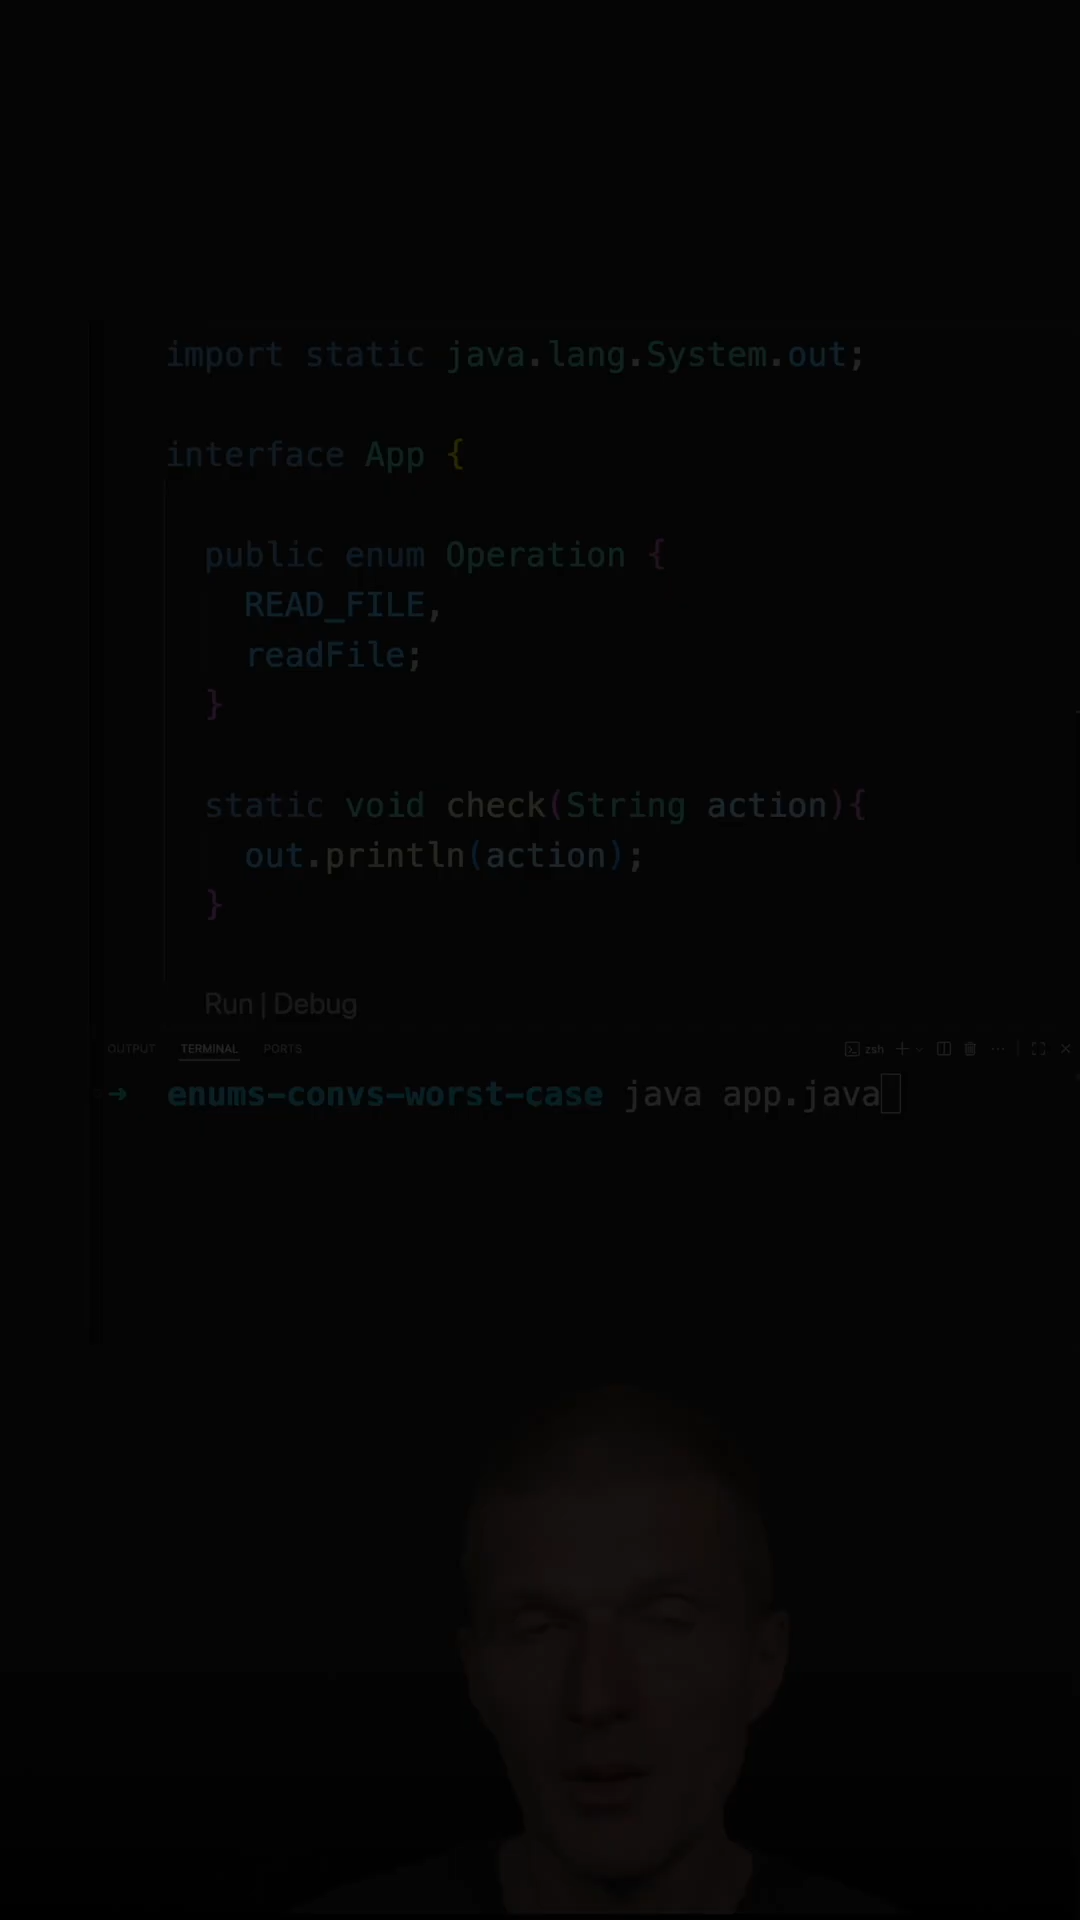 import static java.lang.System.out;
interface App {
public enum Operation {
READ_FILE,
readFile;
}
static void check(String action){
out.println(action);
}
Run | Debug
OUTPUT TERMINAL PORTS zsh
→ enums-convs-worst-case java app.java